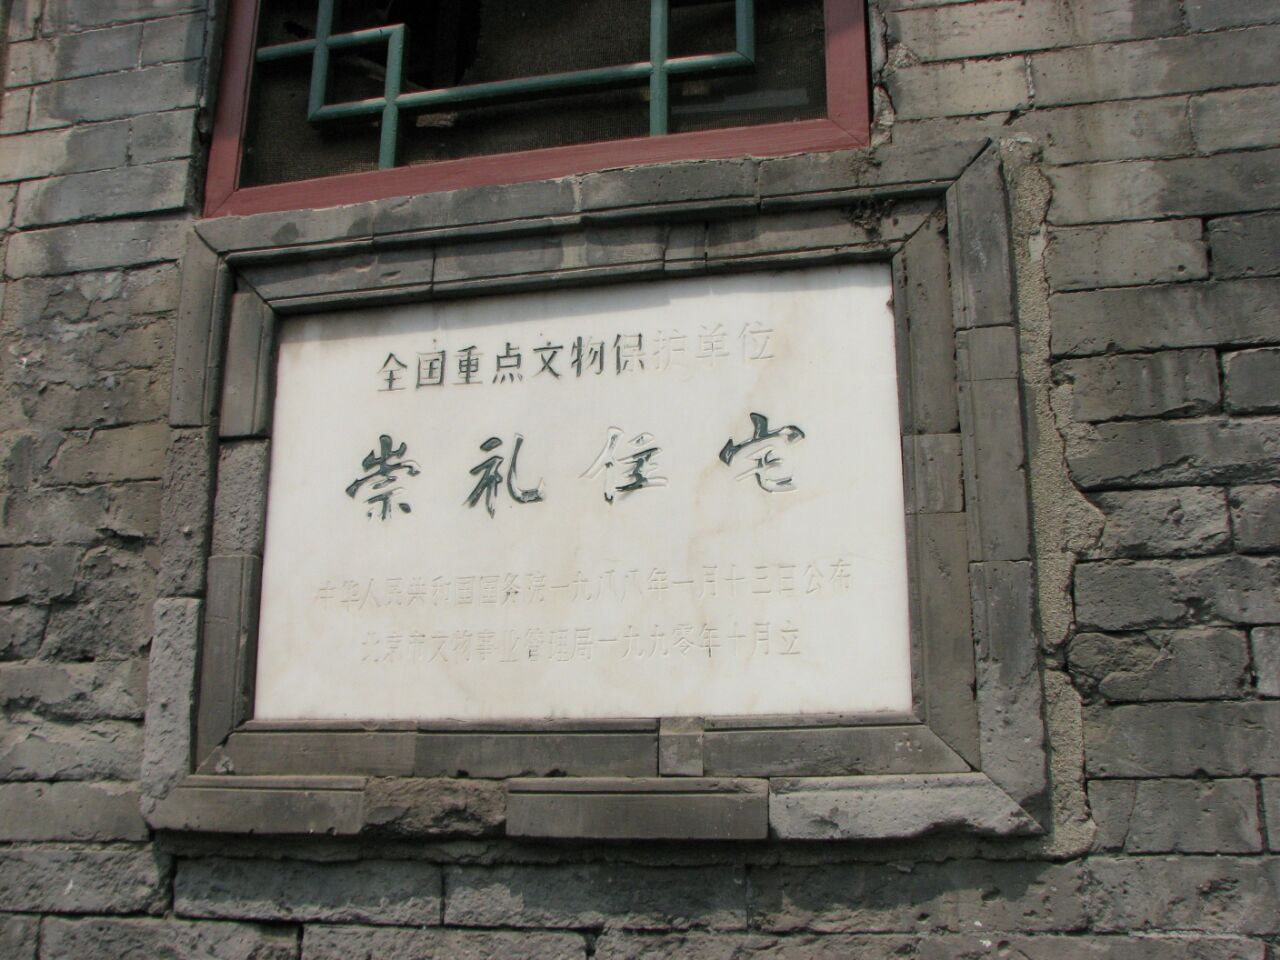 全国重点文物保护单位
崇礼住宅
中华人民共和国国务院一九八八年一月十三日公布
北京市文物事业管理局一九九零年十月立